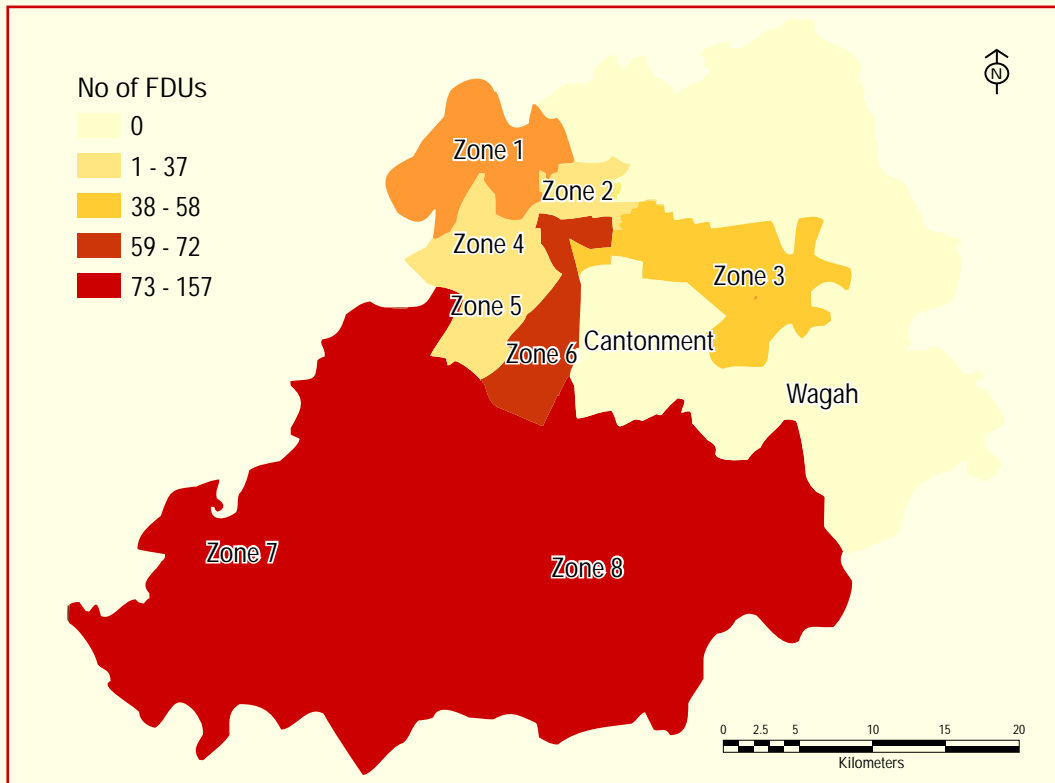 N
No of FDUs
0
1 - 37
38 - 58
59 - 72
73 - 157
Zone 1
Zone 2
Zone 4
Zone 3
Zone 5
Cantonment
Zone 6
Wagah
Zone 7
Zone 8
0 2.5 5 10 15 20
Kilometers